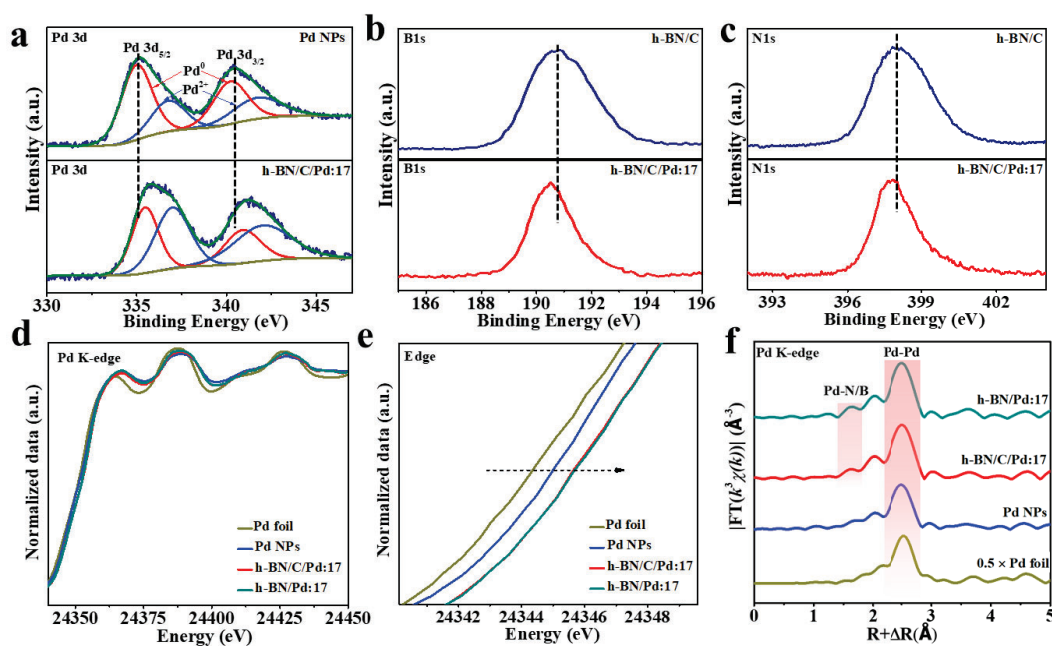 a
Pd 3d
Pd 3d5/2
Pd 3d3/2
Pd NPs
Pd0
Pd2+
Pd 3d
h-BN/C/Pd:17
Intensity (a.u.)
330 335 340 345
Binding Energy (eV)
b
B1s
h-BN/C
B1s
h-BN/C/Pd:17
Intensity (a.u.)
186 188 190 192 194 196
Binding Energy (eV)
c
N1s
h-BN/C
N1s
h-BN/C/Pd:17
Intensity (a.u.)
393 396 399 402
Binding Energy (eV)
d
Pd K-edge
Normalized data (a.u.)
Pd foil
Pd NPs
h-BN/C/Pd:17
h-BN/Pd:17
24350 24375 24400 24425 24450
Energy (eV)
e
Edge
Normalized data (a.u.)
Pd foil
Pd NPs
h-BN/C/Pd:17
h-BN/Pd:17
24342 24344 24346 24348
Energy (eV)
f
Pd K-edge
Pd-Pd
Pd-N/B
h-BN/Pd:17
h-BN/C/Pd:17
Pd NPs
0.5 × Pd foil
|FT(k³χ(k))| (Å⁻³)
0 1 2 3 4 5
R+ΔR(Å)